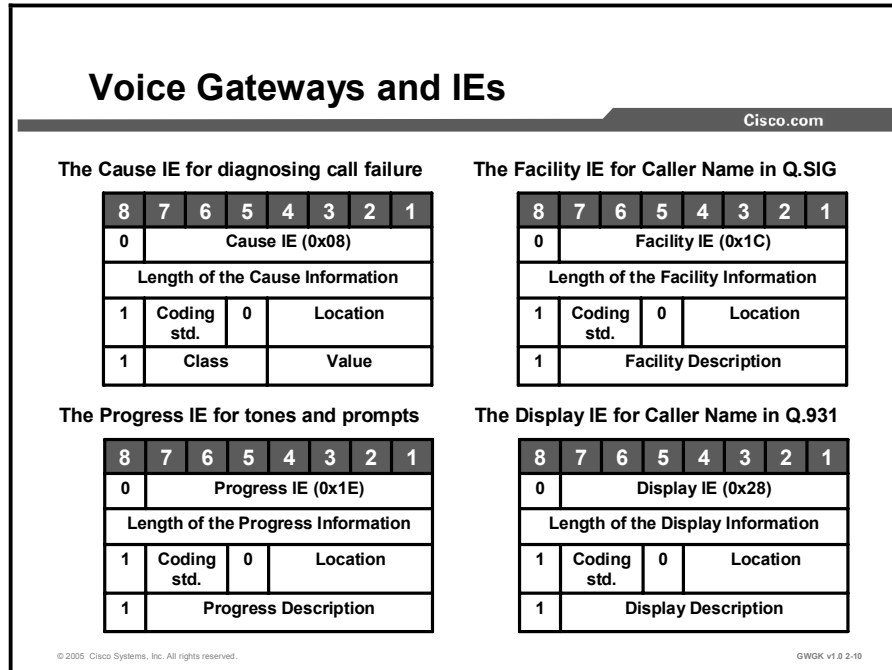 Voice Gateways and IEs
Cisco.com
The Cause IE for diagnosing call failure
8 7 6 5 4 3 2 1
0 Cause IE (0x08)
Length of the Cause Information
1 Coding std. 0 Location
1 Class Value
The Facility IE for Caller Name in Q.SIG
8 7 6 5 4 3 2 1
0 Facility IE (0x1C)
Length of the Facility Information
1 Coding std. 0 Location
1 Facility Description
The Progress IE for tones and prompts
8 7 6 5 4 3 2 1
0 Progress IE (0x1E)
Length of the Progress Information
1 Coding std. 0 Location
1 Progress Description
The Display IE for Caller Name in Q.931
8 7 6 5 4 3 2 1
0 Display IE (0x28)
Length of the Display Information
1 Coding std. 0 Location
1 Display Description
© 2005 Cisco Systems, Inc. All rights reserved.
GWGK v1.0 2-10